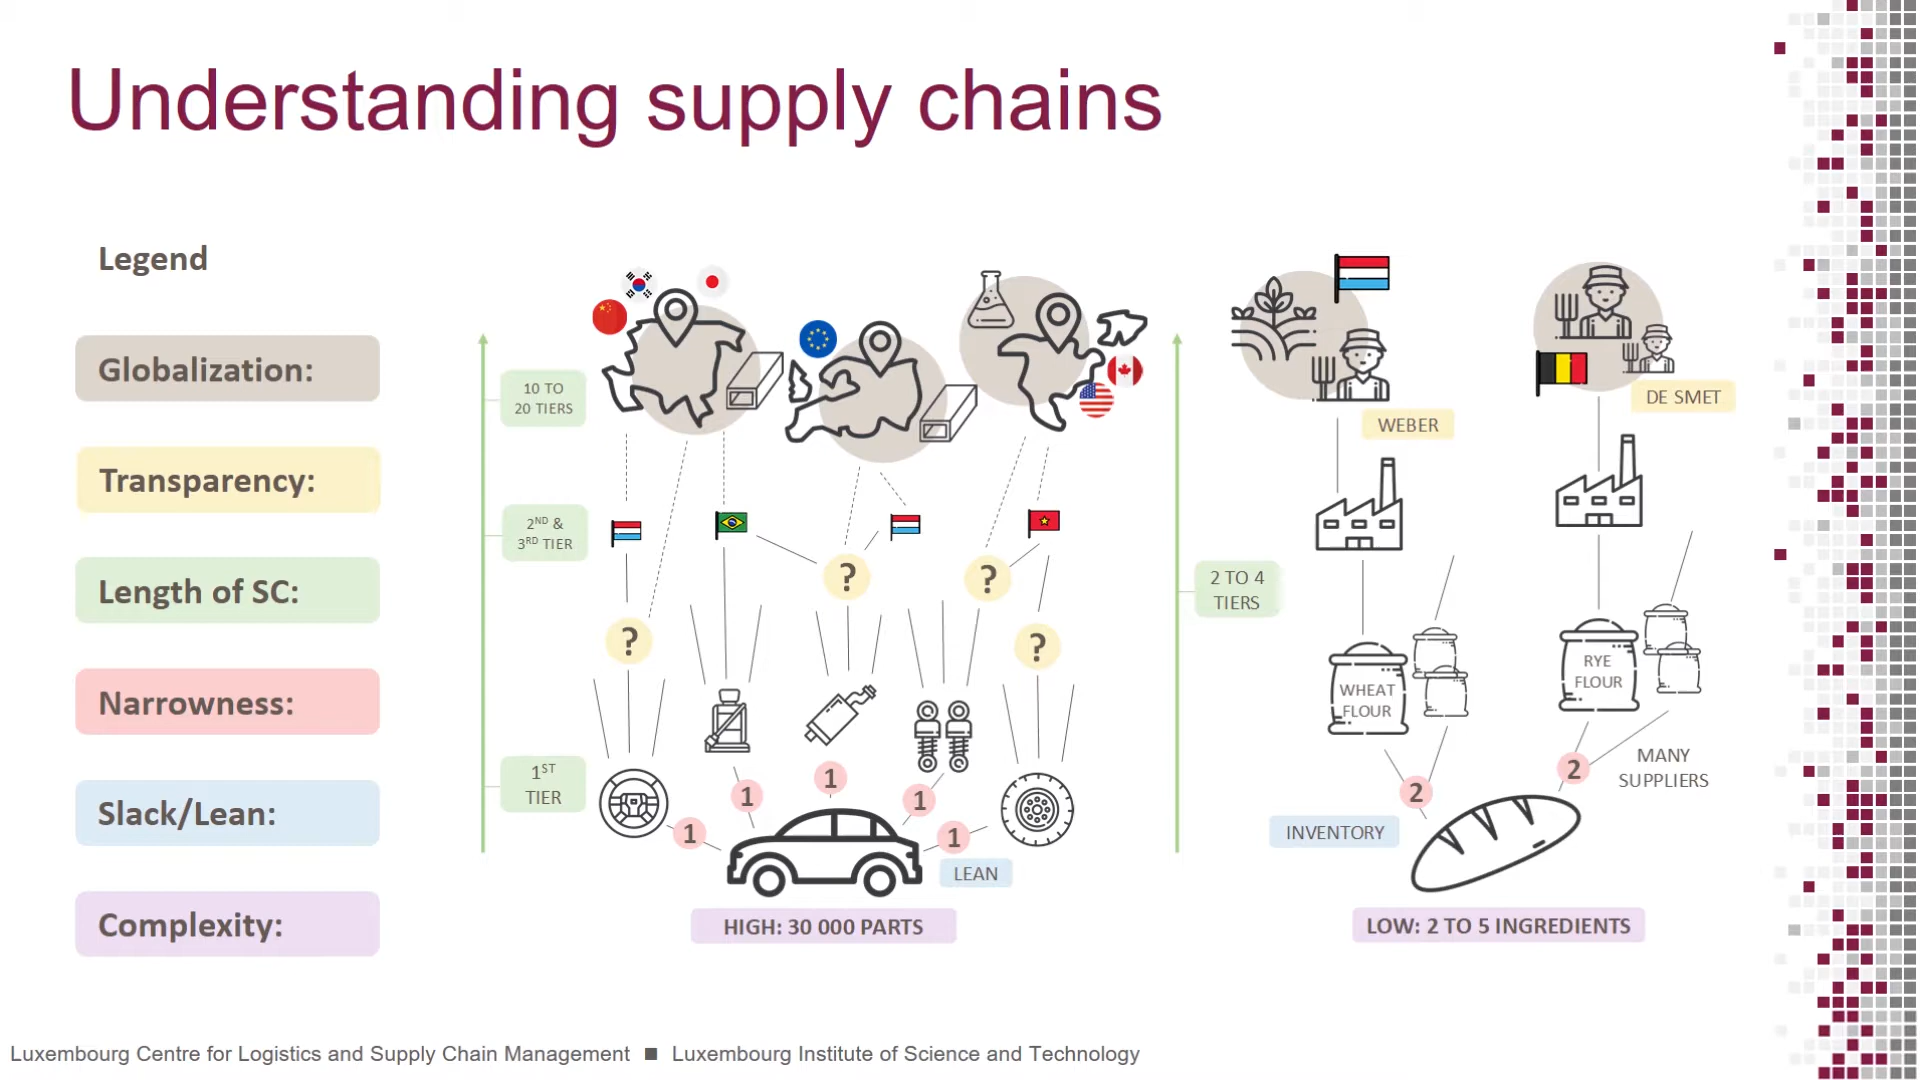 Understanding supply chains
Legend
Globalization:
Transparency:
Length of SC:
Narrowness:
Slack/Lean:
Complexity:
10 TO
20 TIERS
2ND &
3RD TIER
1ST
TIER
?
?
?
?
1
1
1
1
1
LEAN
HIGH: 30 000 PARTS
2 TO 4
TIERS
WEBER
DE SMET
WHEAT
FLOUR
RYE
FLOUR
2
2
MANY
SUPPLIERS
INVENTORY
LOW: 2 TO 5 INGREDIENTS
Luxembourg Centre for Logistics and Supply Chain Management ■ Luxembourg Institute of Science and Technology